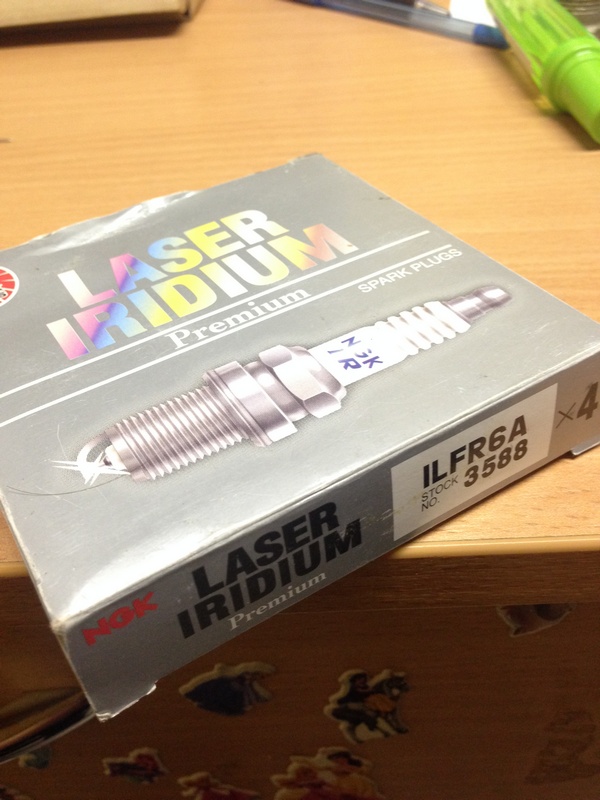 LASER
IRIDIUM
Premium
SPARK PLUGS
NGK
IR
ILFR6A
STOCK
NO.
3588
×4
LASER
IRIDIUM
Premium
NGK